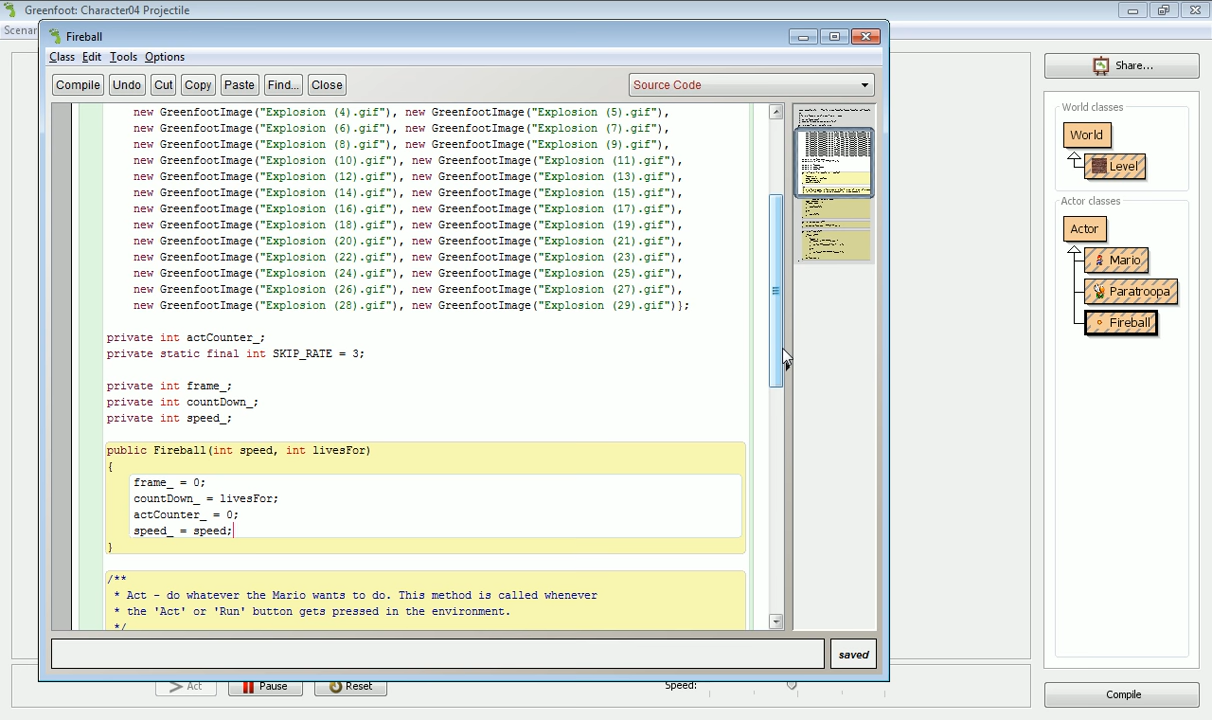 Greenfoot: Character04 Projectile
Scenar
Fireball
Class Edit Tools Options
Compile Undo Cut Copy Paste Find... Close
Source Code
new GreenfootImage("Explosion (4).gif"), new GreenfootImage("Explosion (5).gif"),
new GreenfootImage("Explosion (6).gif"), new GreenfootImage("Explosion (7).gif"),
new GreenfootImage("Explosion (8).gif"), new GreenfootImage("Explosion (9).gif"),
new GreenfootImage("Explosion (10).gif"), new GreenfootImage("Explosion (11).gif"),
new GreenfootImage("Explosion (12).gif"), new GreenfootImage("Explosion (13).gif"),
new GreenfootImage("Explosion (14).gif"), new GreenfootImage("Explosion (15).gif"),
new GreenfootImage("Explosion (16).gif"), new GreenfootImage("Explosion (17).gif"),
new GreenfootImage("Explosion (18).gif"), new GreenfootImage("Explosion (19).gif"),
new GreenfootImage("Explosion (20).gif"), new GreenfootImage("Explosion (21).gif"),
new GreenfootImage("Explosion (22).gif"), new GreenfootImage("Explosion (23).gif"),
new GreenfootImage("Explosion (24).gif"), new GreenfootImage("Explosion (25).gif"),
new GreenfootImage("Explosion (26).gif"), new GreenfootImage("Explosion (27).gif"),
new GreenfootImage("Explosion (28).gif"), new GreenfootImage("Explosion (29).gif")};
private int actCounter_;
private static final int SKIP_RATE = 3;
private int frame_;
private int countDown_;
private int speed_;
public Fireball(int speed, int livesFor)
{
frame_ = 0;
countDown_ = livesFor;
actCounter_ = 0;
speed_ = speed;
}
/**
* Act - do whatever the Mario wants to do. This method is called whenever
* the 'Act' or 'Run' button gets pressed in the environment.
*/
saved
Share...
World classes
World
Level
Actor classes
Actor
Mario
Paratroopa
Fireball
Act Pause Reset Speed:
Compile